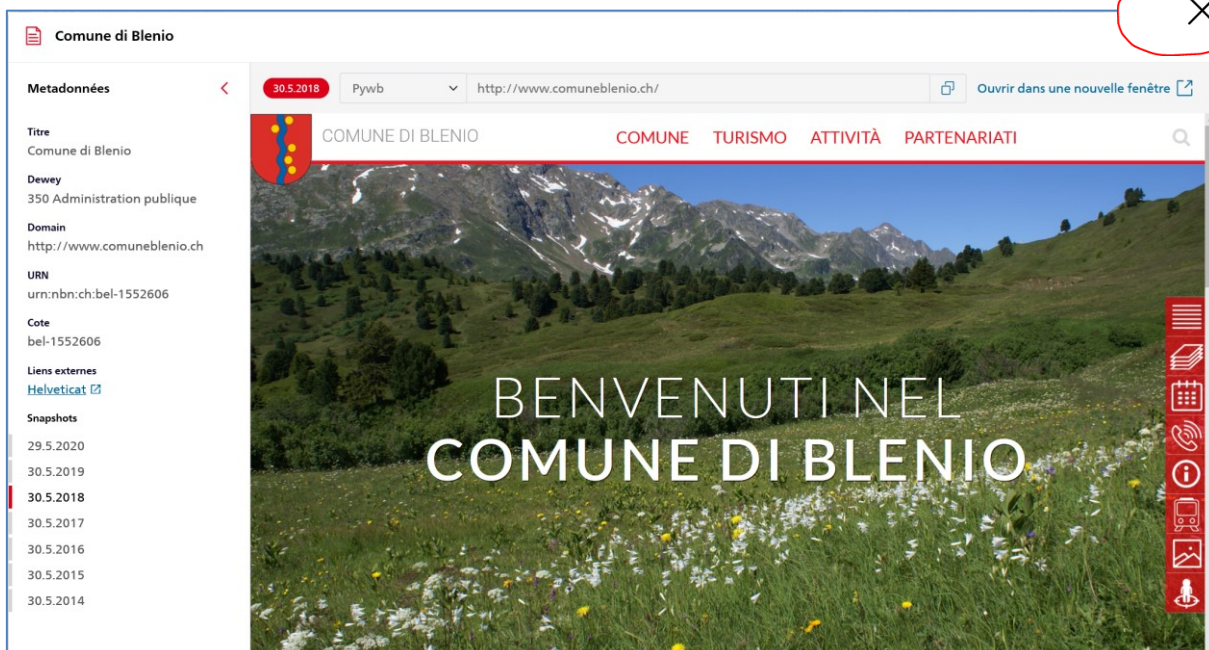 Comune di Blenio
Metadonnées
Titre
Comune di Blenio
Dewey
350 Administration publique
Domain
http://www.comuneblenio.ch
URN
urn:nbn:ch:bel-1552606
Cote
bel-1552606
Liens externes
Helveticat
Snapshots
29.5.2020
30.5.2019
30.5.2018
30.5.2017
30.5.2016
30.5.2015
30.5.2014
30.5.2018 Pywb http://www.comuneblenio.ch/ Ouvrir dans une nouvelle fenêtre
COMUNE DI BLENIO COMUNE TURISMO ATTIVITÀ PARTENARIATI
BENVENUTI NEL
COMUNE DI BLENIO